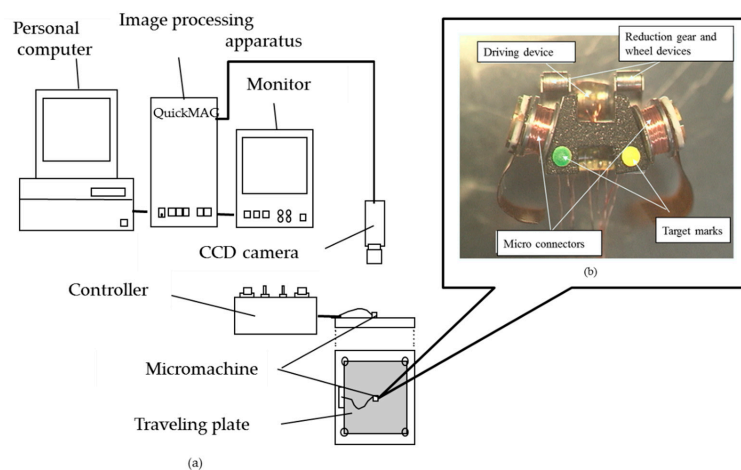 Personal
computer
Image processing
apparatus
QuickMAG
Monitor
CCD camera
Controller
Micromachine
Traveling plate
(a)
Driving device
Reduction gear and
wheel devices
Micro connectors
Target marks
(b)